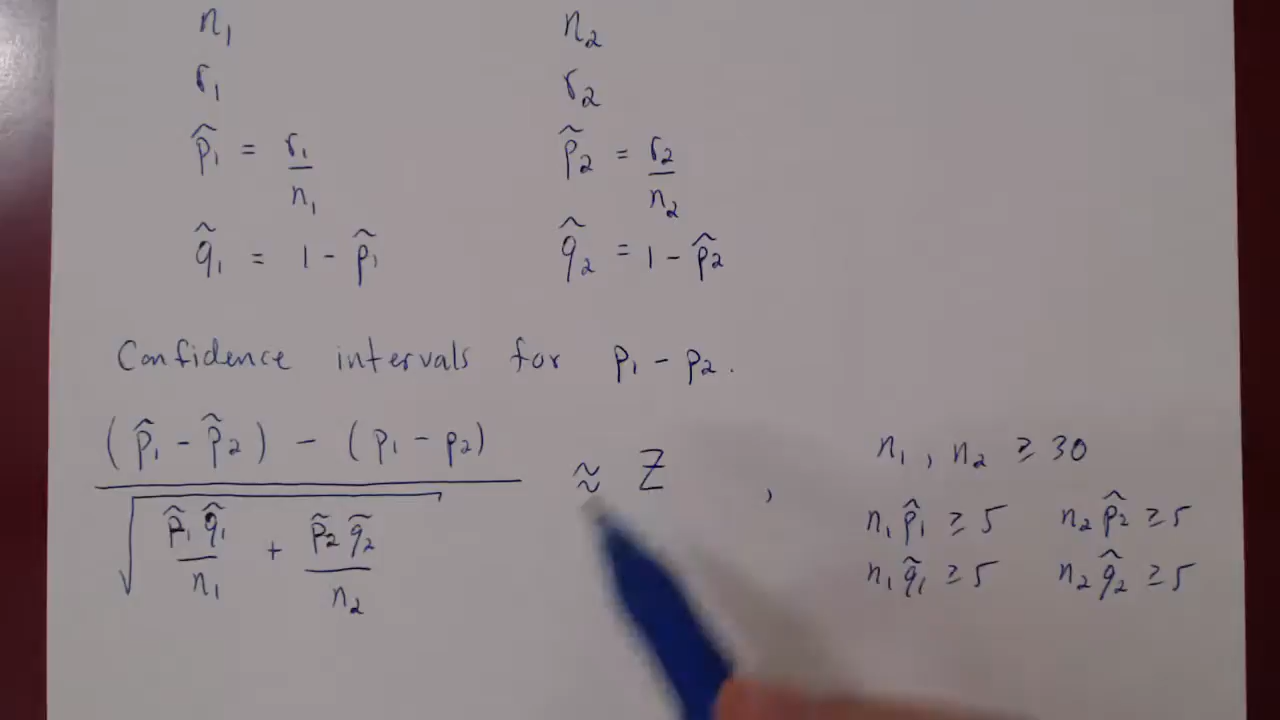 n₁ n₂
r₁ r₂
p̂₁ = r₁/n₁ p̂₂ = r₂/n₂
q̂₁ = 1 - p̂₁ q̂₂ = 1 - p̂₂
Confidence intervals for p₁ - p₂.
((p̂₁ - p̂₂) - (p₁ - p₂)) / √(p̂₁q̂₁/n₁ + p̂₂q̂₂/n₂) ≈ Z , n₁, n₂ ≥ 30
n₁p̂₁ ≥ 5 n₂p̂₂ ≥ 5
n₁q̂₁ ≥ 5 n₂q̂₂ ≥ 5